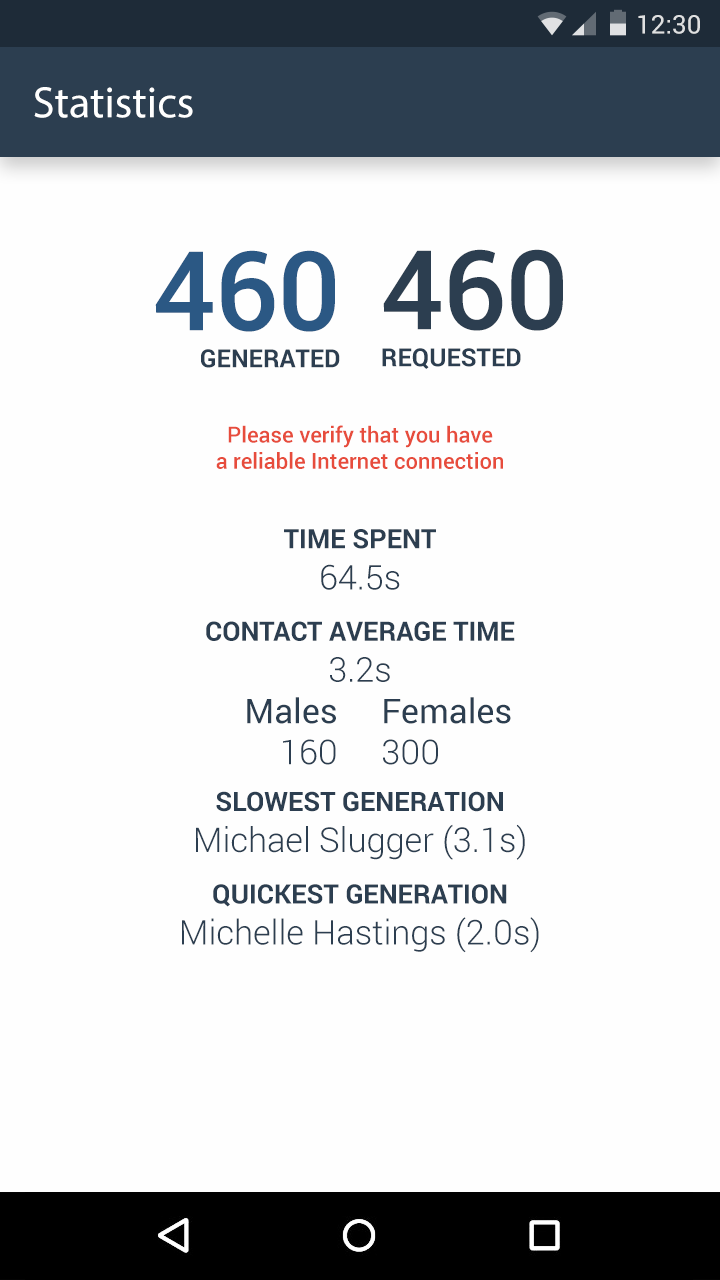 12:30
Statistics
460 460
GENERATED REQUESTED
Please verify that you have
a reliable Internet connection
TIME SPENT
64.5s
CONTACT AVERAGE TIME
3.2s
Males Females
160 300
SLOWEST GENERATION
Michael Slugger (3.1s)
QUICKEST GENERATION
Michelle Hastings (2.0s)